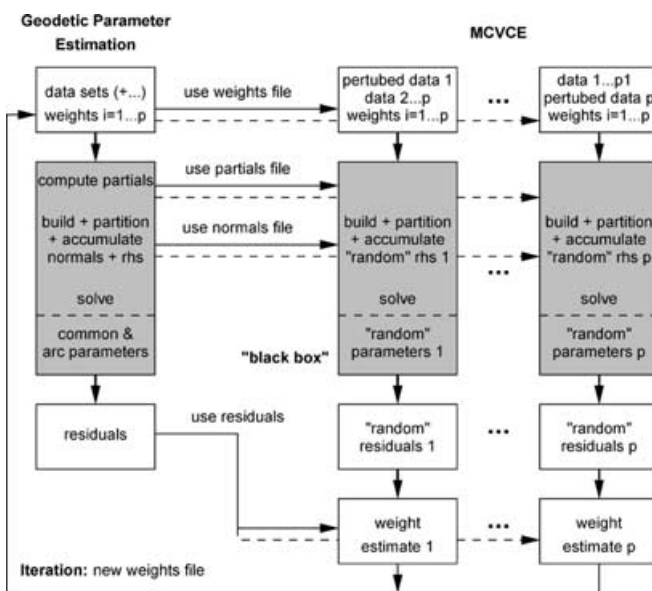 Geodetic Parameter
Estimation
MCVCE
data sets (+...)
weights i=1...p
use weights file
pertubed data 1
data 2...p
weights i=1...p
...
data 1...p1
pertubed data p
weights i=1...p
compute partials
build + partition
+ accumulate
normals + rhs
solve
common &
arc parameters
use partials file
use normals file
"black box"
build + partition
+ accumulate
"random" rhs 1
solve
"random"
parameters 1
...
build + partition
+ accumulate
"random" rhs p
solve
"random"
parameters p
residuals
use residuals
"random"
residuals 1
...
"random"
residuals p
weight
estimate 1
...
weight
estimate p
Iteration: new weights file